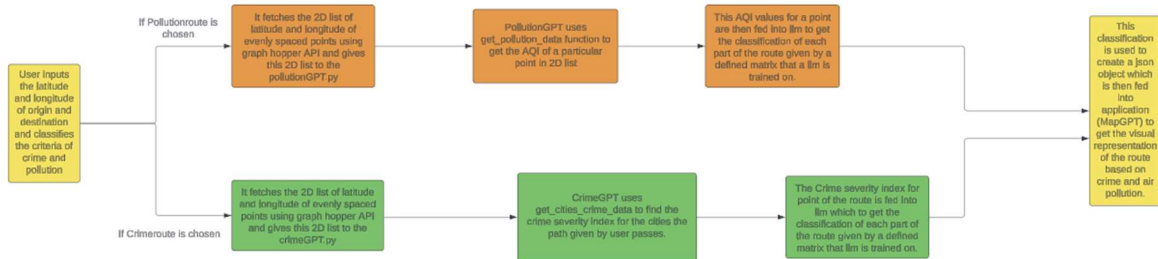 If Pollutionroute is
chosen
It fetches the 2D list of
latitude and longitude of
evenly spaced points using
graph hopper API and gives
this 2D list to the
pollutionGPT.py
PollutionGPT uses
get_pollution_data function to
get the AQI of a particular
point in 2D list
This AQI values for a point
are then fed into llm to get
the classification of each
part of the route given by a
defined matrix that a llm is
trained on.
This
classification
is used to
create a json
object which
is then fed
into
application
(MapGPT) to
get the visual
representation
of the route
based on
crime and air
pollution.
User inputs
the latitude
and longitude
of origin and
destination
and classifies
the criteria of
crime and
pollution
If Crimeroute is chosen
It fetches the 2D list of latitude
and longitude of evenly spaced
points using graph hopper API
and gives this 2D list to the
crimeGPT.py
CrimeGPT uses
get_cities_crime_data to find the
crime severity index for the cities the
path given by user passes.
The Crime severity index for
point of the route is fed into
llm which to get the
classification of each part of
the route given by a defined
matrix that llm is trained on.